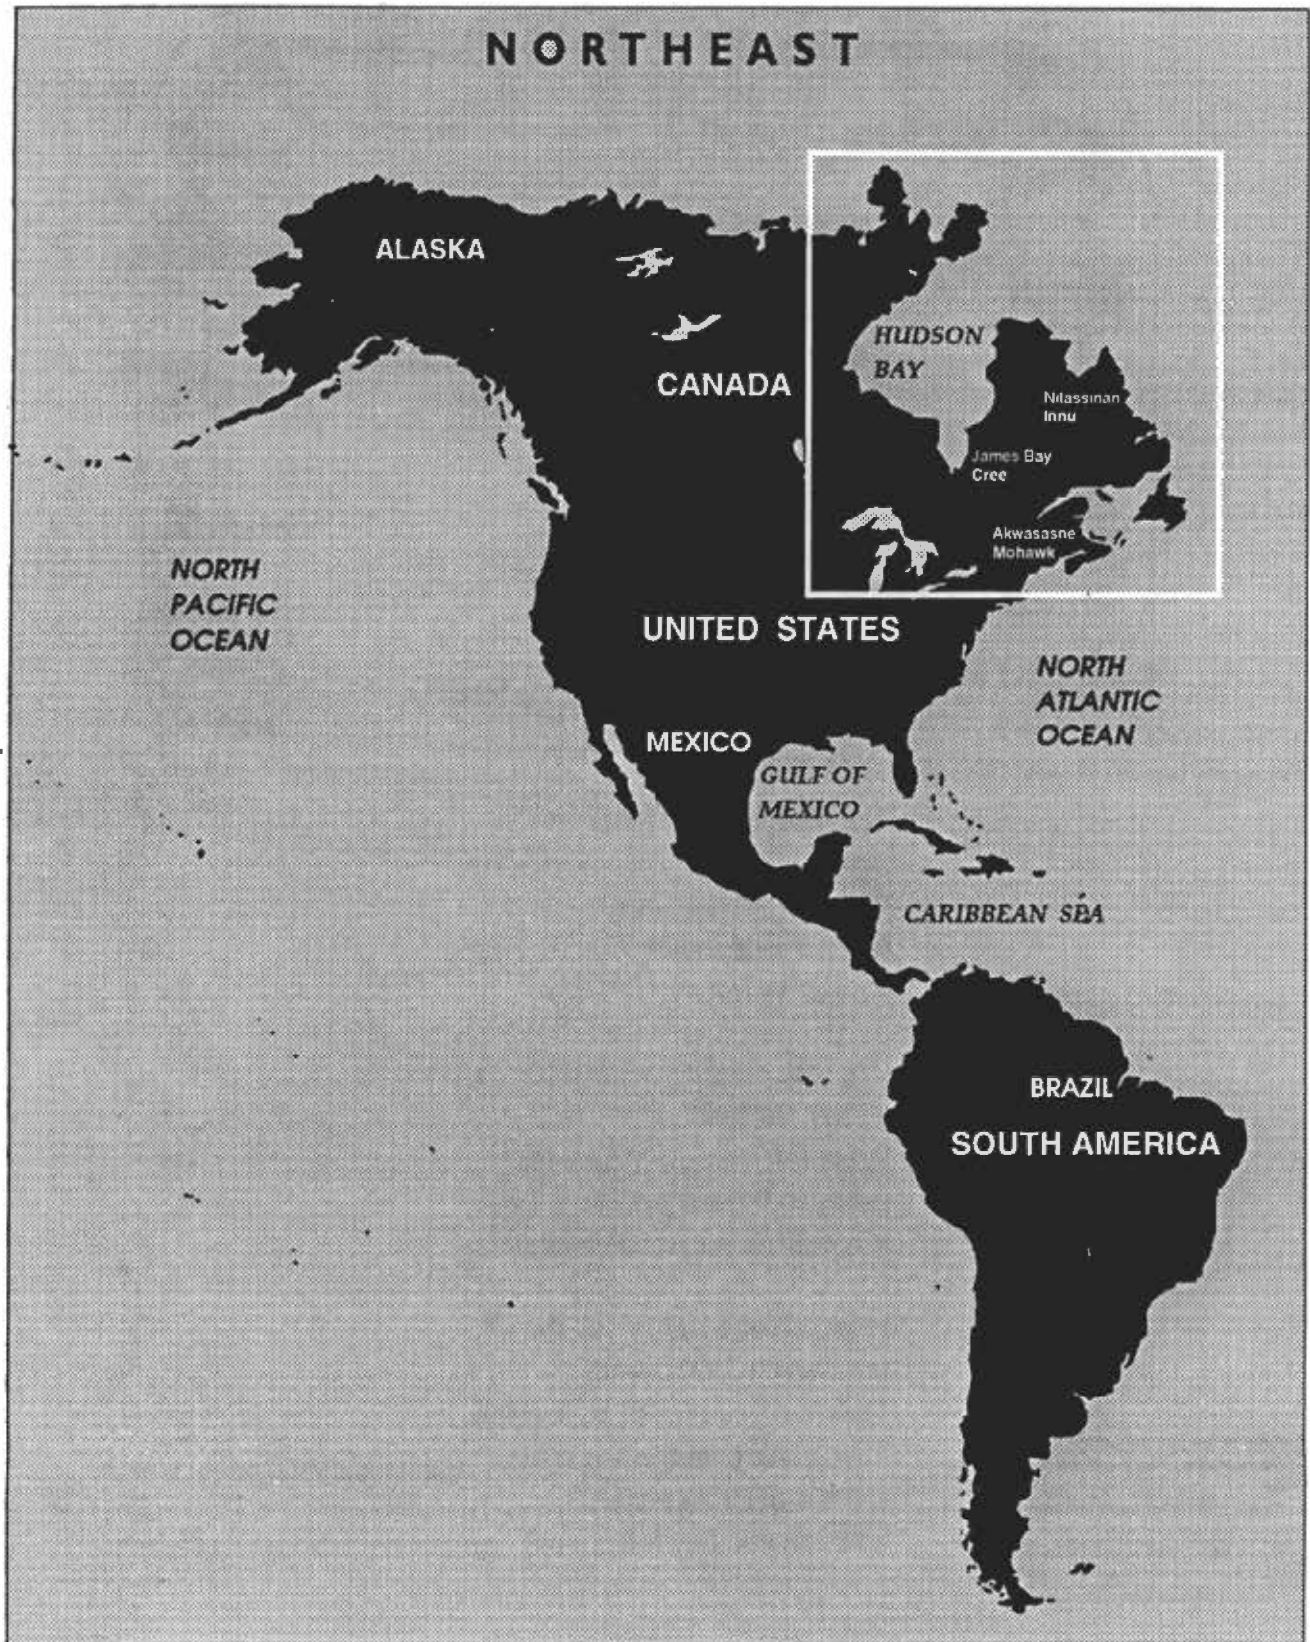 NORTHEAST
ALASKA
HUDSON
BAY
CANADA
Nitassinan
Innu
James Bay
Cree
Akwasasne
Mohawk
NORTH
PACIFIC
OCEAN
UNITED STATES
NORTH
ATLANTIC
OCEAN
MEXICO
GULF OF
MEXICO
CARIBBEAN SEA
BRAZIL
SOUTH AMERICA